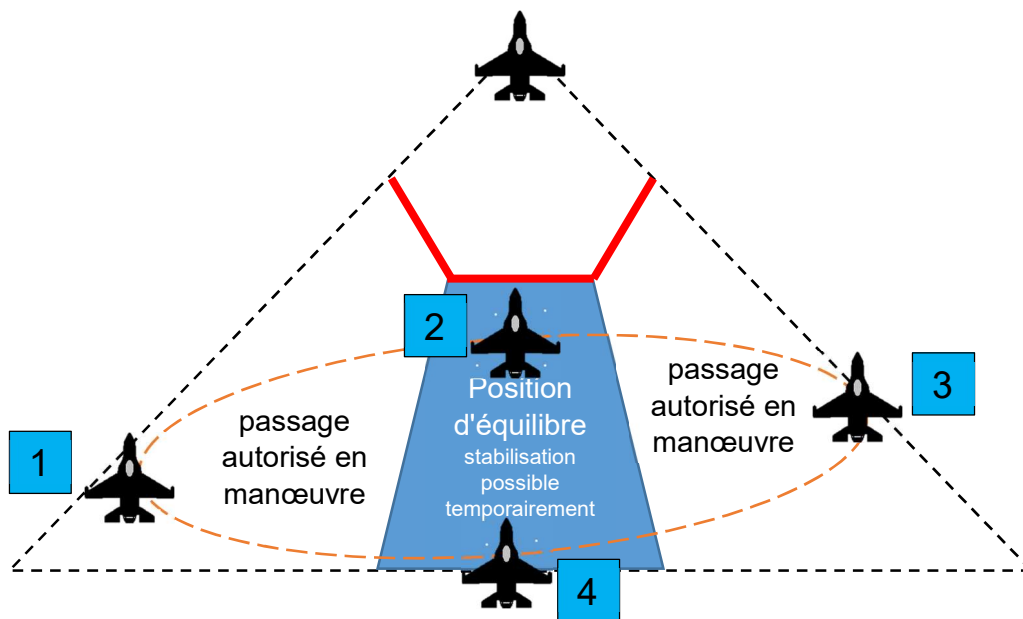 2
passage
autorisé en
manœuvre
3
Position
d'équilibre
stabilisation
possible
temporairement
passage
autorisé en
manœuvre
1
4